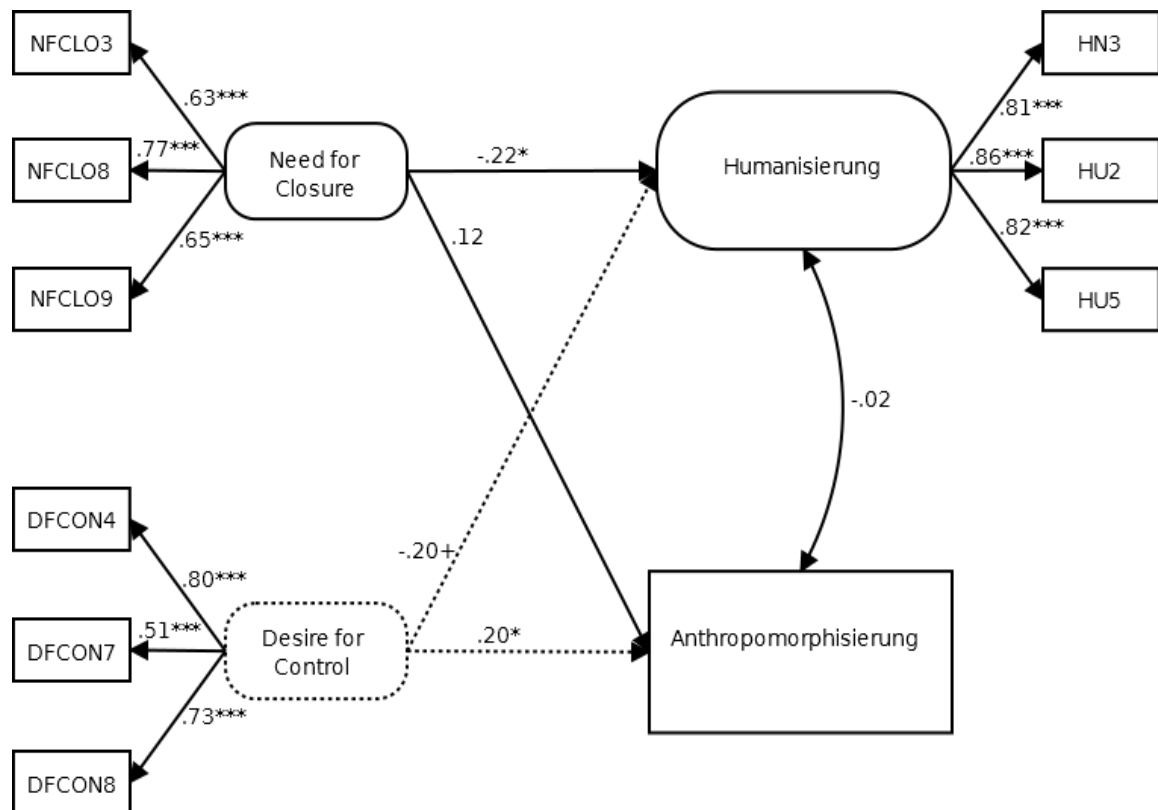 NFCLO3
HN3
.63***
.81***
.77***
NFCLO8
Need for
Closure
-.22*
Humanisierung
.86***
HU2
.65***
.12
.82***
NFCLO9
HU5
-.02
DFCON4
-.20+
.80***
.51***
DFCON7
Desire for
Control
.20*
Anthropomorphisierung
.73***
DFCON8